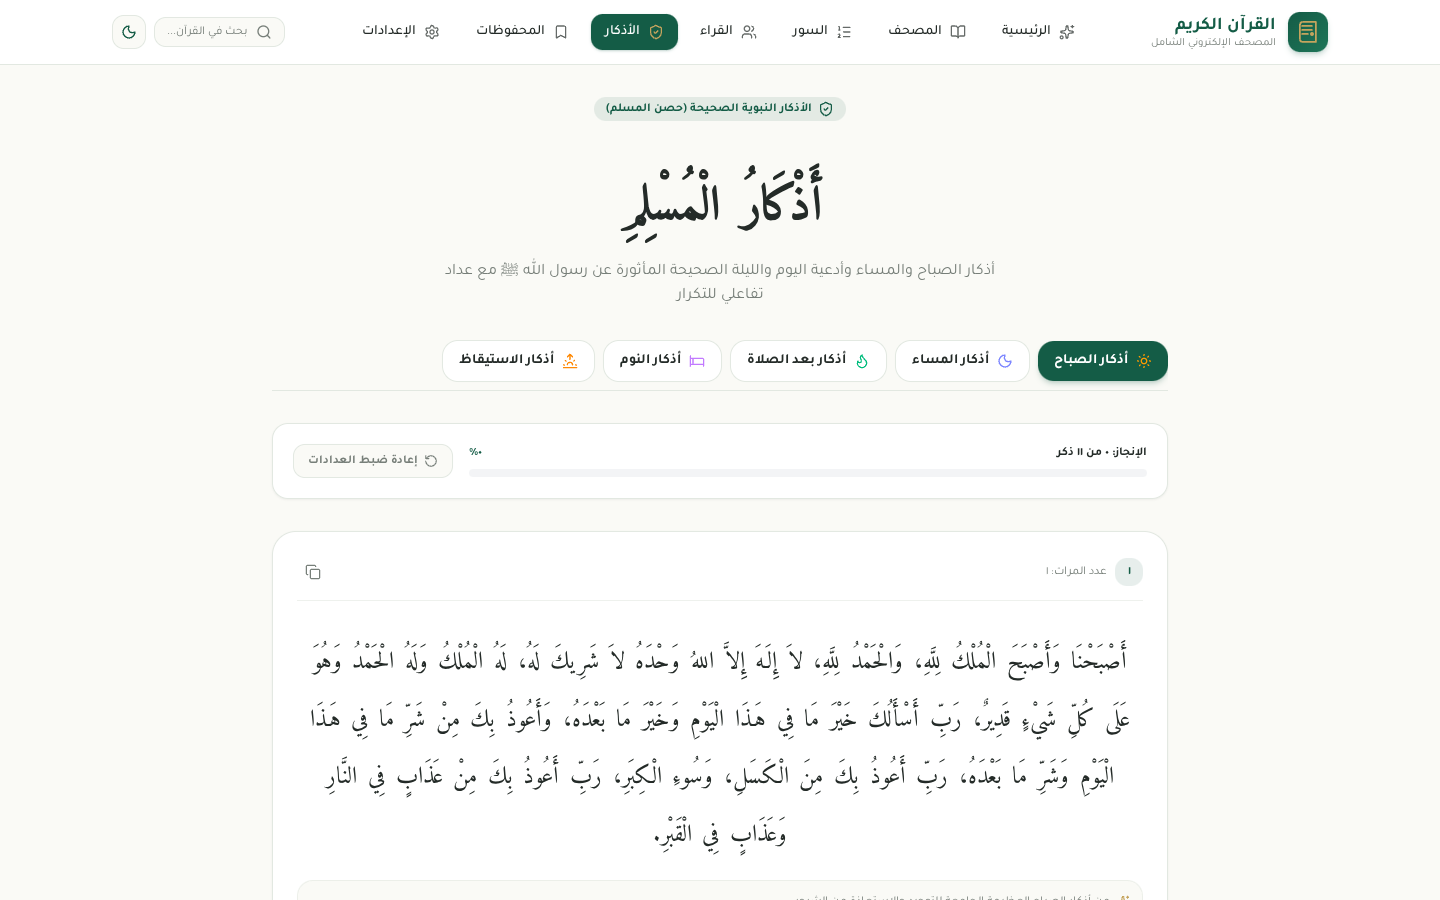 القرآن الكريم
المصحف الإلكتروني الشامل
الرئيسية
المصحف
السور
القراء
الأذكار
المحفوظات
الإعدادات
بحث في القرآن...
الأذكار النبوية الصحيحة (حصن المسلم)
أَذْكَارُ الْمُسْلِمِ
أذكار الصباح والمساء وأدعية اليوم والليلة الصحيحة المأثورة عن رسول الله ﷺ مع عداد
تفاعلي للتكرار
أذكار الصباح
أذكار المساء
أذكار بعد الصلاة
أذكار النوم
أذكار الاستيقاظ
الإنجاز: ٠ من ١١ ذكر
٠%
إعادة ضبط العدادات
١
عدد المرات: ١
أَصْبَحْنَا وَأَصْبَحَ الْمُلْكُ لِلَّهِ، وَالْحَمْدُ لِلَّهِ، لاَ إِلَهَ إِلاَّ اللهُ وَحْدَهُ لاَ شَرِيكَ لَهُ، لَهُ الْمُلْكُ وَلَهُ الْحَمْدُ وَهُوَ
عَلَى كُلِّ شَيْءٍ قَدِيرٌ، رَبِّ أَسْأَلُكَ خَيْرَ مَا فِي هَذَا الْيَوْمِ وَخَيْرَ مَا بَعْدَهُ، وَأَعُوذُ بِكَ مِنْ شَرِّ مَا فِي هَذَا
الْيَوْمِ وَشَرِّ مَا بَعْدَهُ، رَبِّ أَعُوذُ بِكَ مِنَ الْكَسَلِ، وَسُوءِ الْكِبَرِ، رَبِّ أَعُوذُ بِكَ مِنْ عَذَابٍ فِي النَّارِ
وَعَذَابٍ فِي الْقَبْرِ.